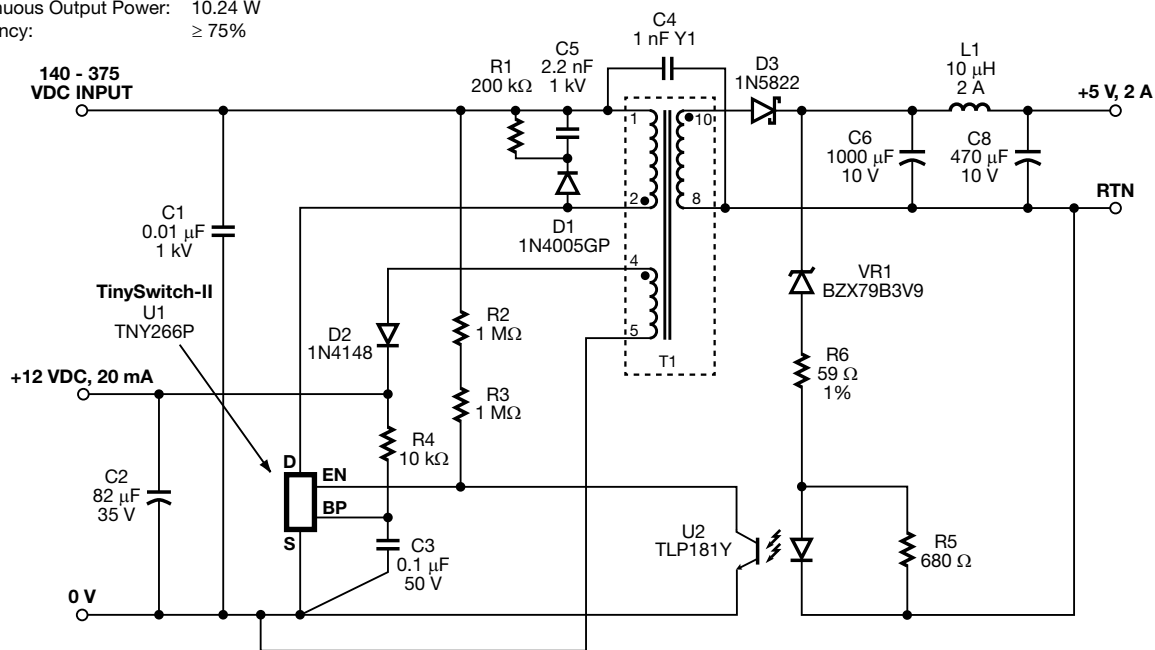 nuous Output Power: 10.24 W
ncy: ≥ 75%
140 - 375
VDC INPUT
R1
200 kΩ
C5
2.2 nF
1 kV
C4
1 nF Y1
D3
1N5822
L1
10 μH
2 A
+5 V, 2 A
1
10
C6
1000 μF
10 V
C8
470 μF
10 V
2
8
RTN
C1
0.01 μF
1 kV
D1
1N4005GP
4
VR1
BZX79B3V9
TinySwitch-II
U1
TNY266P
D2
1N4148
R2
1 MΩ
5
T1
R6
59 Ω
1%
+12 VDC, 20 mA
R3
1 MΩ
R4
10 kΩ
D
EN
BP
S
C2
82 μF
35 V
C3
0.1 μF
50 V
U2
TLP181Y
R5
680 Ω
0 V